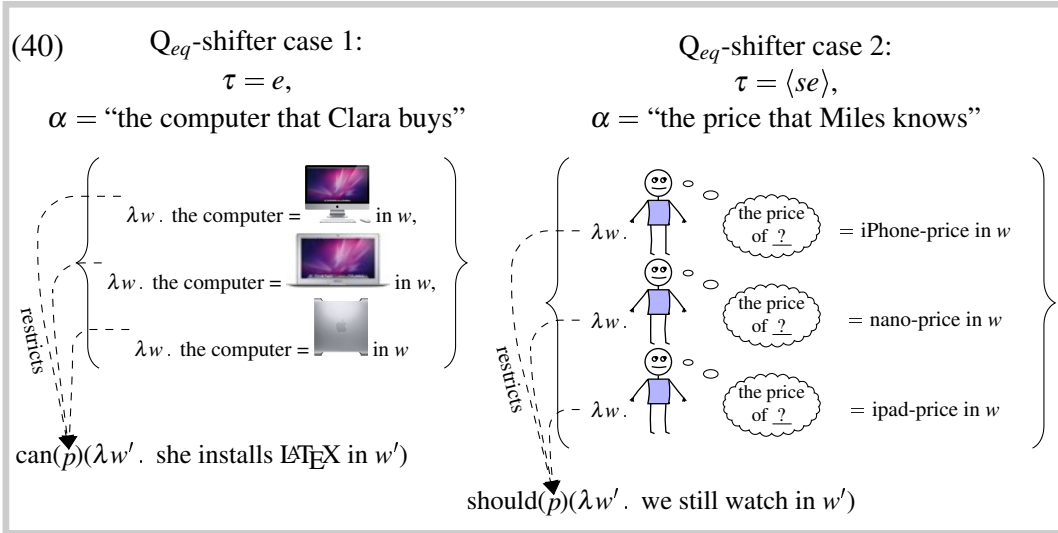 (40)
Q_eq-shifter case 1:
τ = e,
α = “the computer that Clara buys”
λw. the computer = in w,
λw. the computer = in w,
λw. the computer = in w
restricts
can(p)(λw′. she installs LATEX in w′)
Q_eq-shifter case 2:
τ = ⟨se⟩,
α = “the price that Miles knows”
λw. the price of ? = iPhone-price in w
λw. the price of ? = nano-price in w
λw. the price of ? = ipad-price in w
restricts
should(p)(λw′. we still watch in w′)